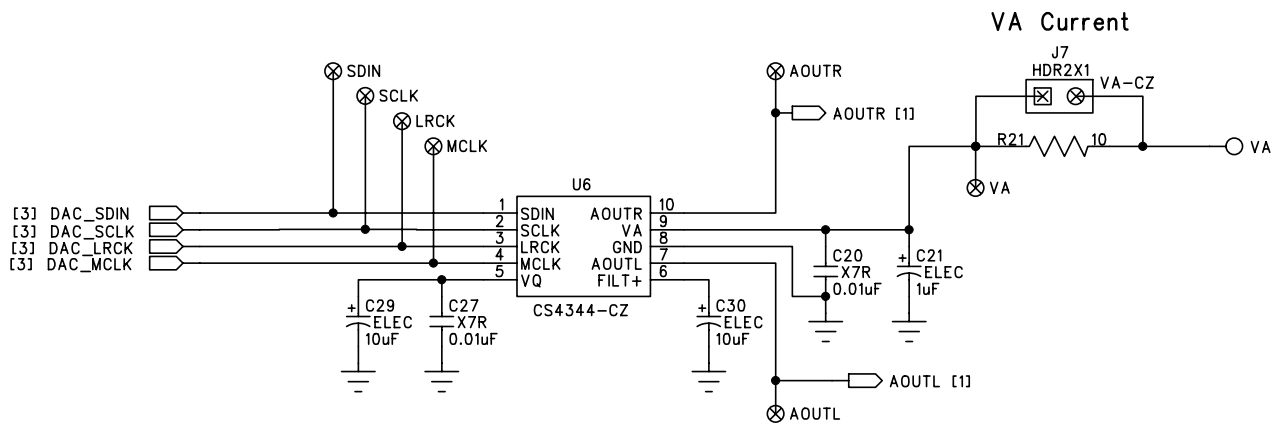 VA Current
J7
HDR2X1
VA-CZ
SDIN
SCLK
LRCK
MCLK
AOUTR
AOUTR [1]
R21
10
VA
VA
U6
[3] DAC_SDIN
[3] DAC_SCLK
[3] DAC_LRCK
[3] DAC_MCLK
1 SDIN AOUTR 10
2 SCLK VA 9
3 LRCK GND 8
4 MCLK AOUTL 7
5 VQ FILT+ 6
CS4344-CZ
+ C29
ELEC
10uF
C27
X7R
0.01uF
+ C30
ELEC
10uF
C20
X7R
0.01uF
+ C21
ELEC
1uF
AOUTL [1]
AOUTL